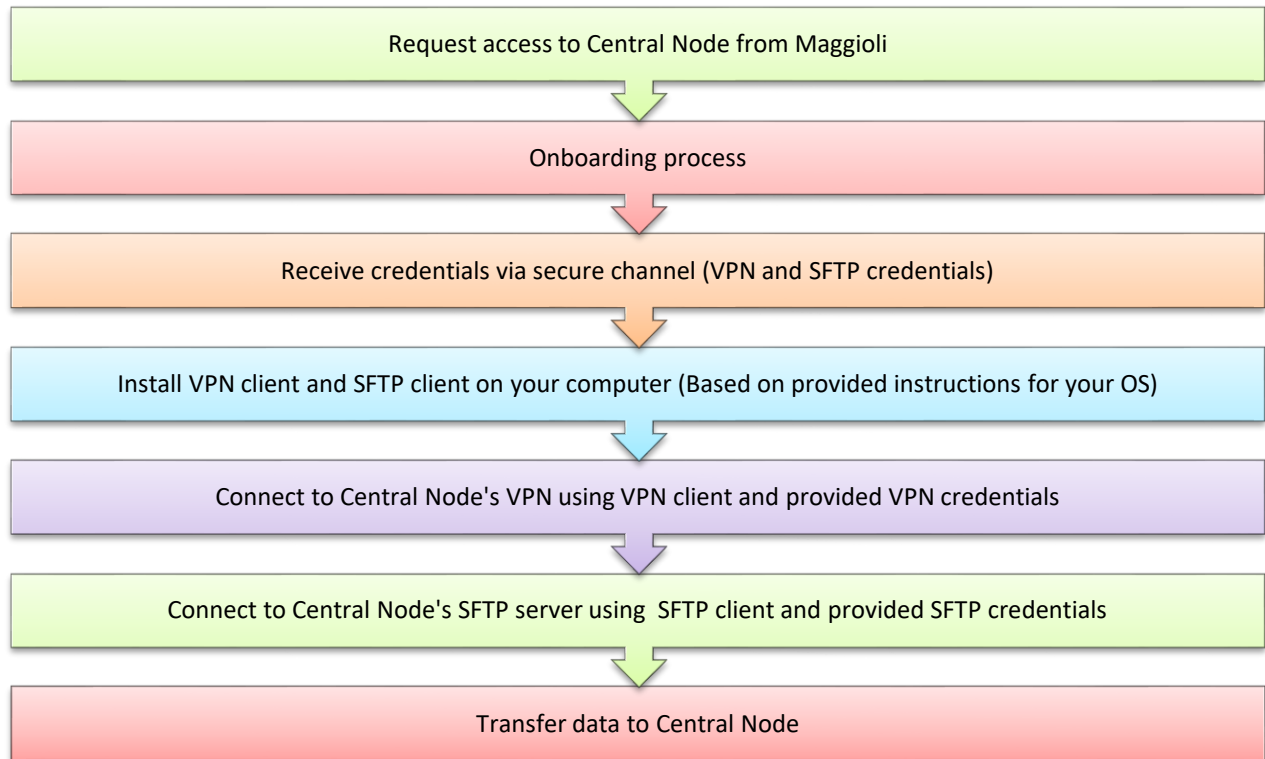 Request access to Central Node from Maggioli
Onboarding process
Receive credentials via secure channel (VPN and SFTP credentials)
Install VPN client and SFTP client on your computer (Based on provided instructions for your OS)
Connect to Central Node's VPN using VPN client and provided VPN credentials
Connect to Central Node's SFTP server using  SFTP client and provided SFTP credentials
Transfer data to Central Node